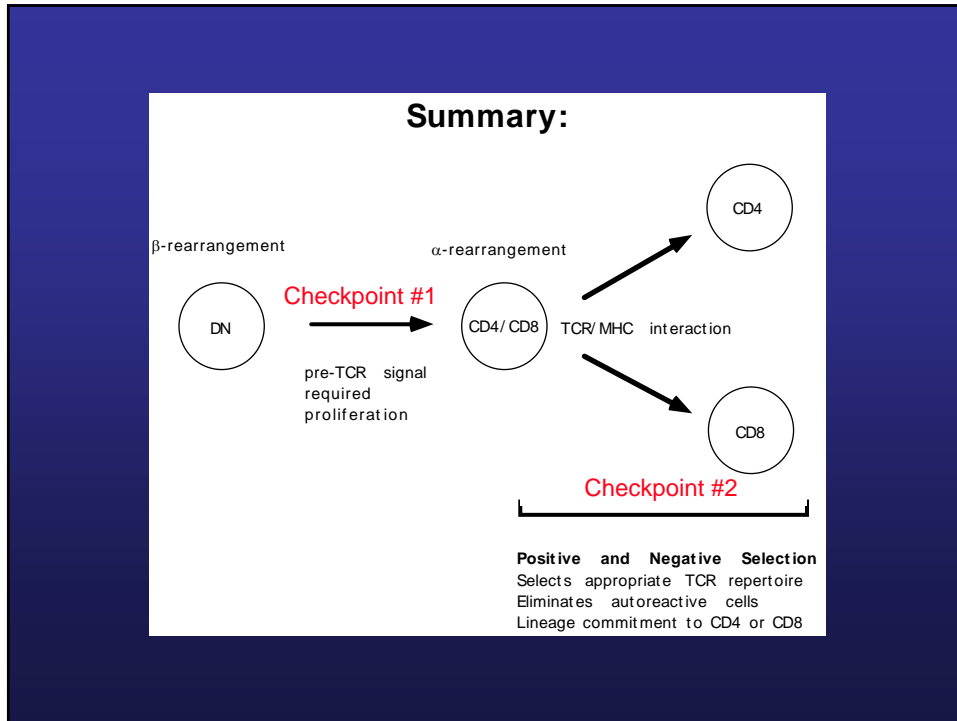 Summary:
CD4
β-rearrangement
α-rearrangement
Checkpoint #1
DN
CD4/CD8
TCR/MHC interaction
pre-TCR signal
required
proliferation
CD8
Checkpoint #2
Positive and Negative Selection
Selects appropriate TCR repertoire
Eliminates autoreactive cells
Lineage commitment to CD4 or CD8